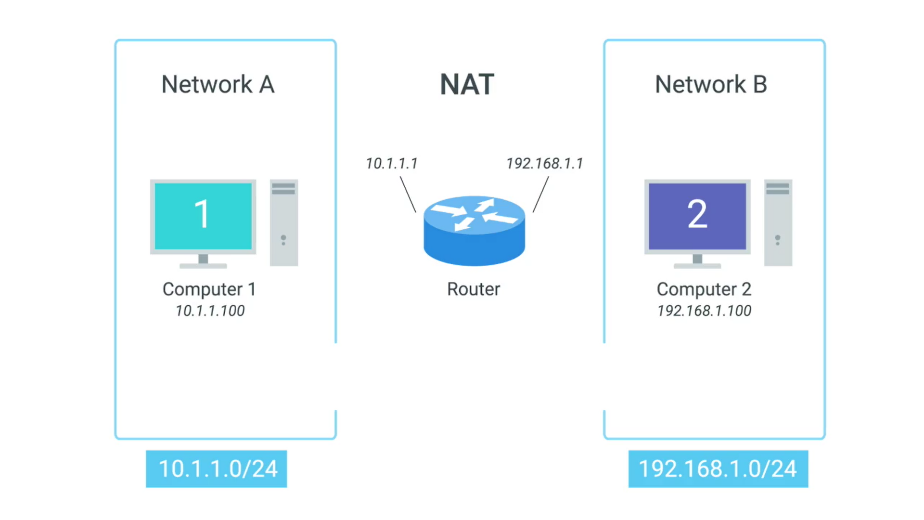 Network A
NAT
Network B
10.1.1.1
192.168.1.1
1
2
Computer 1
10.1.1.100
Router
Computer 2
192.168.1.100
10.1.1.0/24
192.168.1.0/24